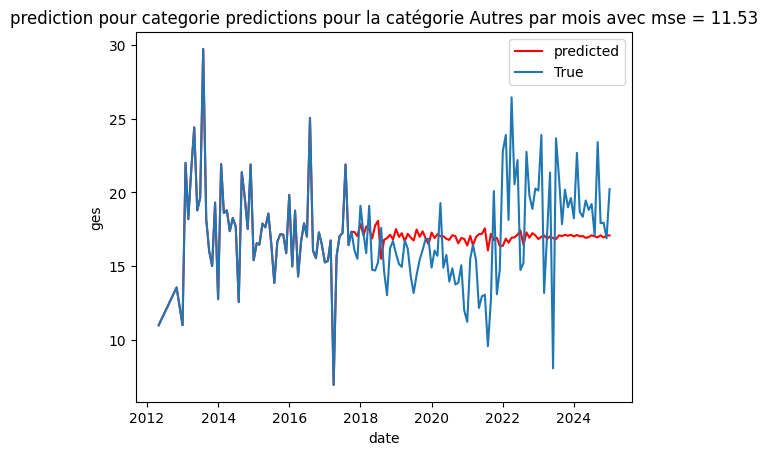 prediction pour categorie predictions pour la catégorie Autres par mois avec mse = 11.53
predicted
True
30
25
20
15
10
ges
2012
2014
2016
2018
2020
2022
2024
date